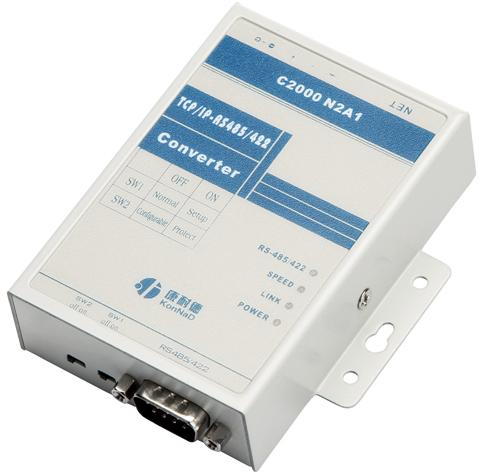 NET
C2000 N2A1
TCP/IP-RS485/422
Converter
OFF ON
SW1 Normal Setup
SW2 Configurable Protect
RS-485/422
SPEED
LINK
POWER
康耐德
KonNaD
SW2 SW1
off on off on
RS485/422